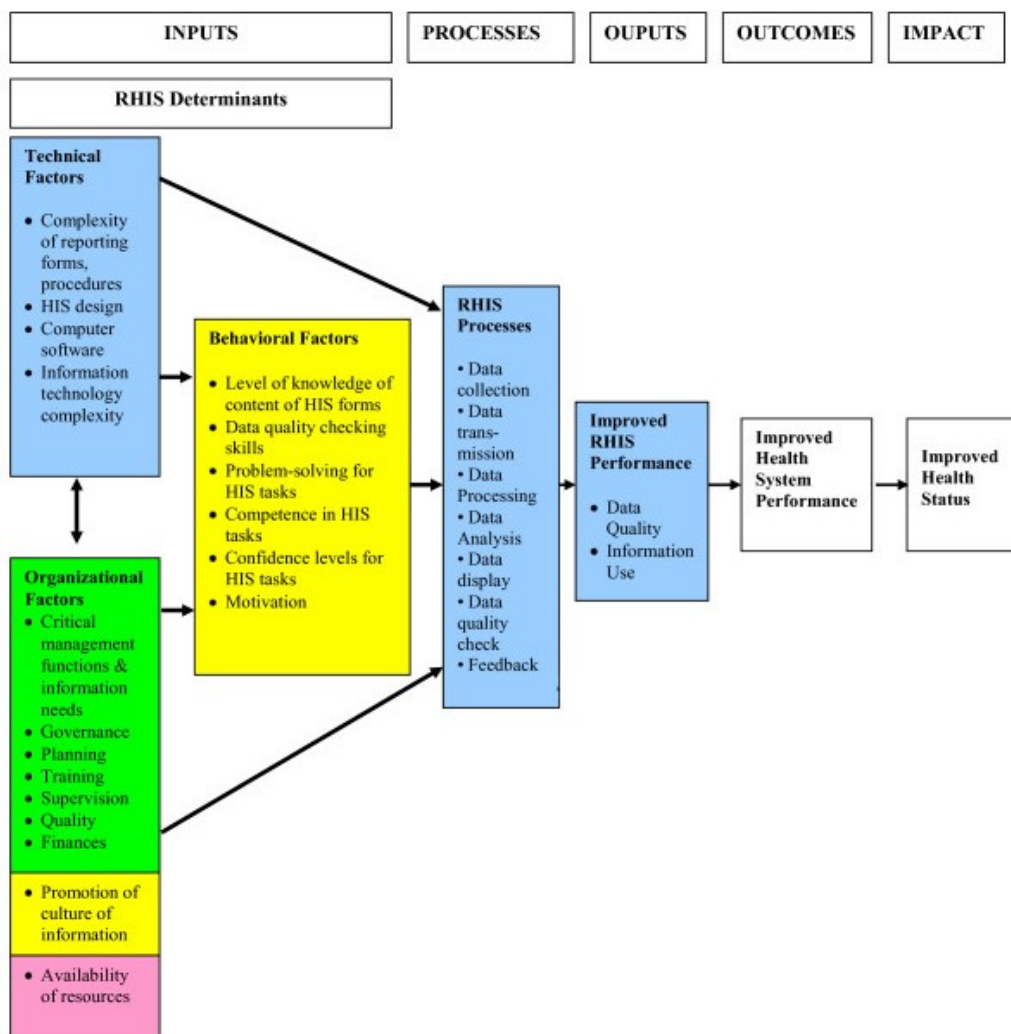 INPUTS
PROCESSES
OUPUTS
OUTCOMES
IMPACT
RHIS Determinants
Technical
Factors
• Complexity
of reporting
forms,
procedures
• HIS design
• Computer
software
• Information
technology
complexity
Organizational
Factors
• Critical
management
functions &
information
needs
• Governance
• Planning
• Training
• Supervision
• Quality
• Finances
• Promotion of
culture of
information
• Availability
of resources
Behavioral Factors
• Level of knowledge of
content of HIS forms
• Data quality checking
skills
• Problem-solving for
HIS tasks
• Competence in HIS
tasks
• Confidence levels for
HIS tasks
• Motivation
RHIS
Processes
• Data
collection
• Data
trans-
mission
• Data
Processing
• Data
Analysis
• Data
display
• Data
quality
check
• Feedback
Improved
RHIS
Performance
• Data
Quality
• Information
Use
Improved
Health
System
Performance
Improved
Health
Status